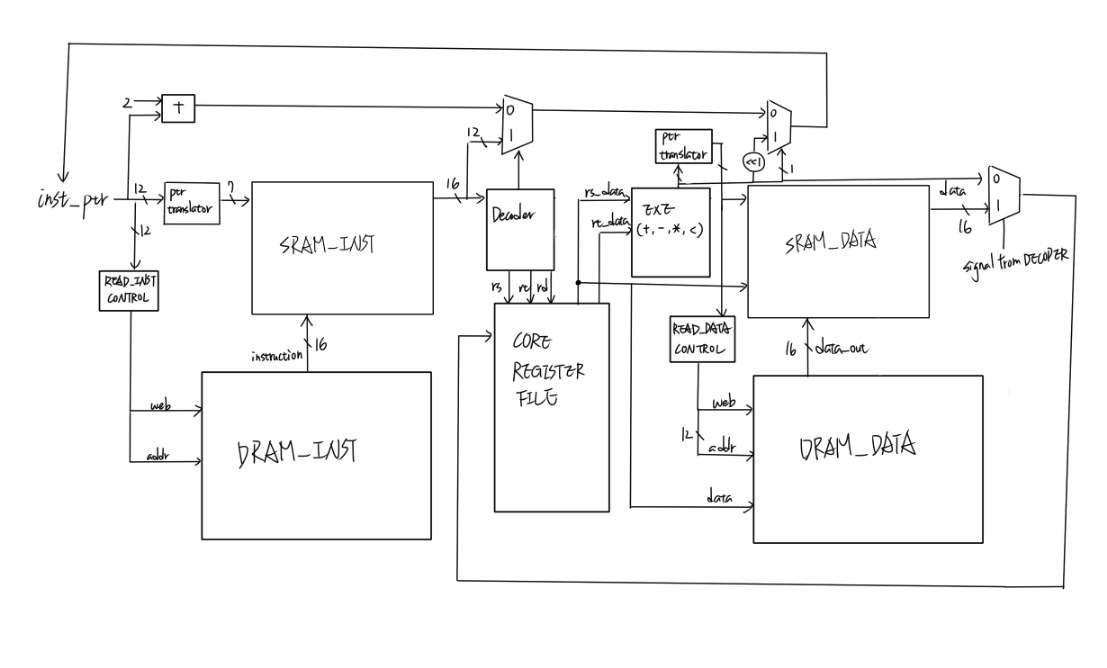 2
+
0
1
12
0
1
<<1
1
ptr
translator
inst_ptr
12
ptr
translator
7
12
SRAM_INST
16
Decoder
rs
rt
rd
rs_data
rt_data
EXE
(+,-,*,<)
SRAM_DATA
data
16
0
1
signal from DECODER
READ_INST
CONTROL
instruction
16
web
addr
DRAM_INST
CORE
REGISTER
FILE
READ_DATA
CONTROL
16
data_out
web
12
addr
data
DRAM_DATA